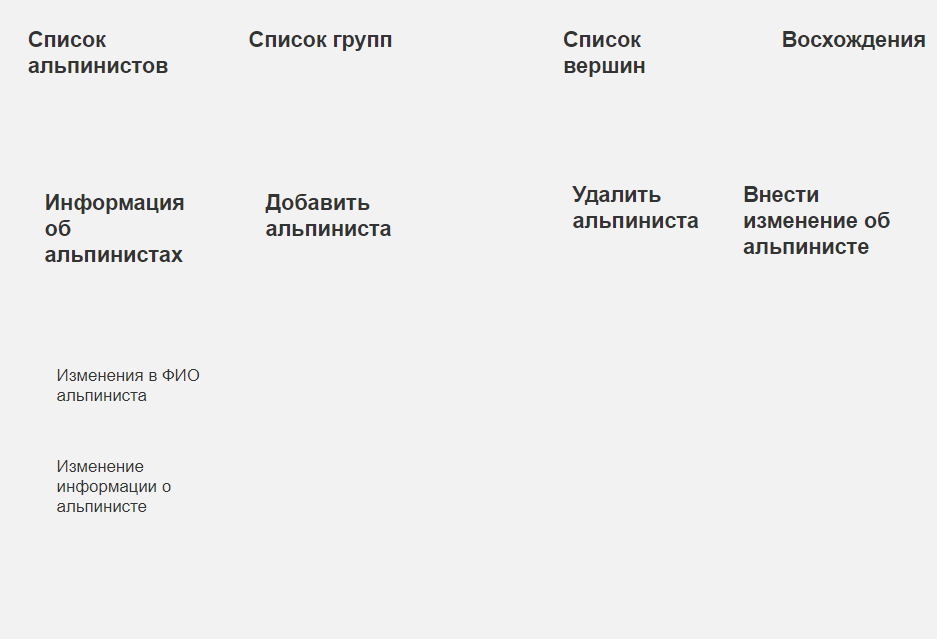 Список
альпинистов
Список групп
Список
вершин
Восхождения
Информация
об
альпинистах
Добавить
альпиниста
Удалить
альпиниста
Внести
изменение об
альпинисте
Изменения в ФИО
альпиниста
Изменение
информации о
альпинисте